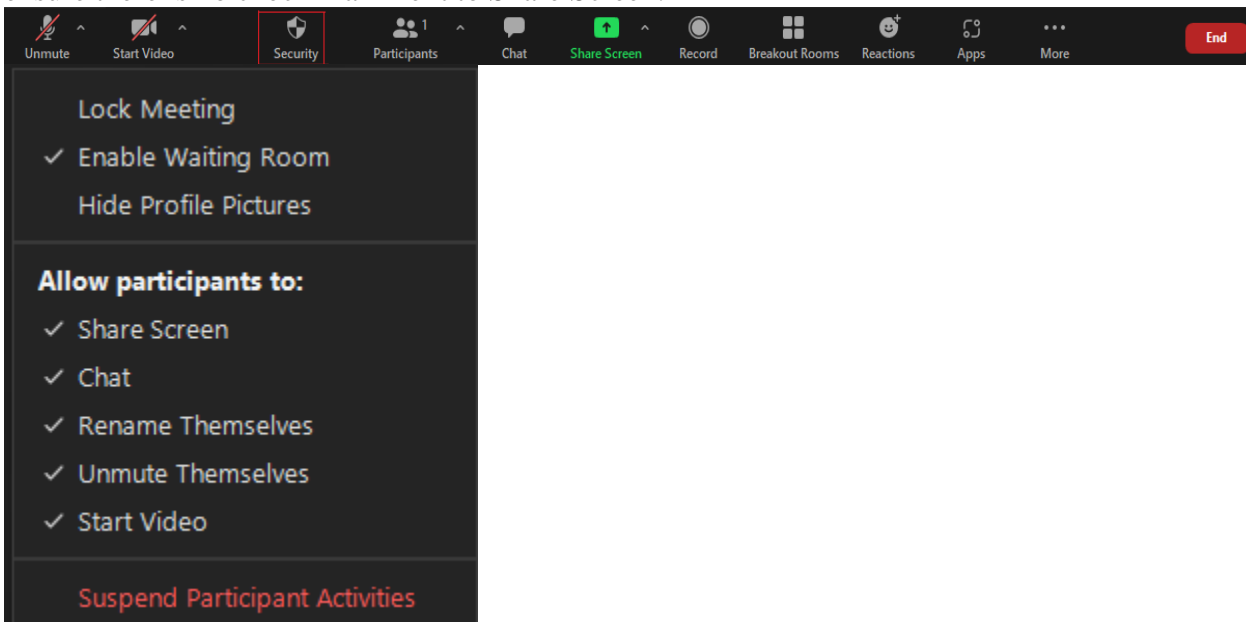 Unmute Start Video Security Participants 1 Chat Share Screen Record Breakout Rooms Reactions Apps More End
Lock Meeting
Enable Waiting Room
Hide Profile Pictures
Allow participants to:
Share Screen
Chat
Rename Themselves
Unmute Themselves
Start Video
Suspend Participant Activities